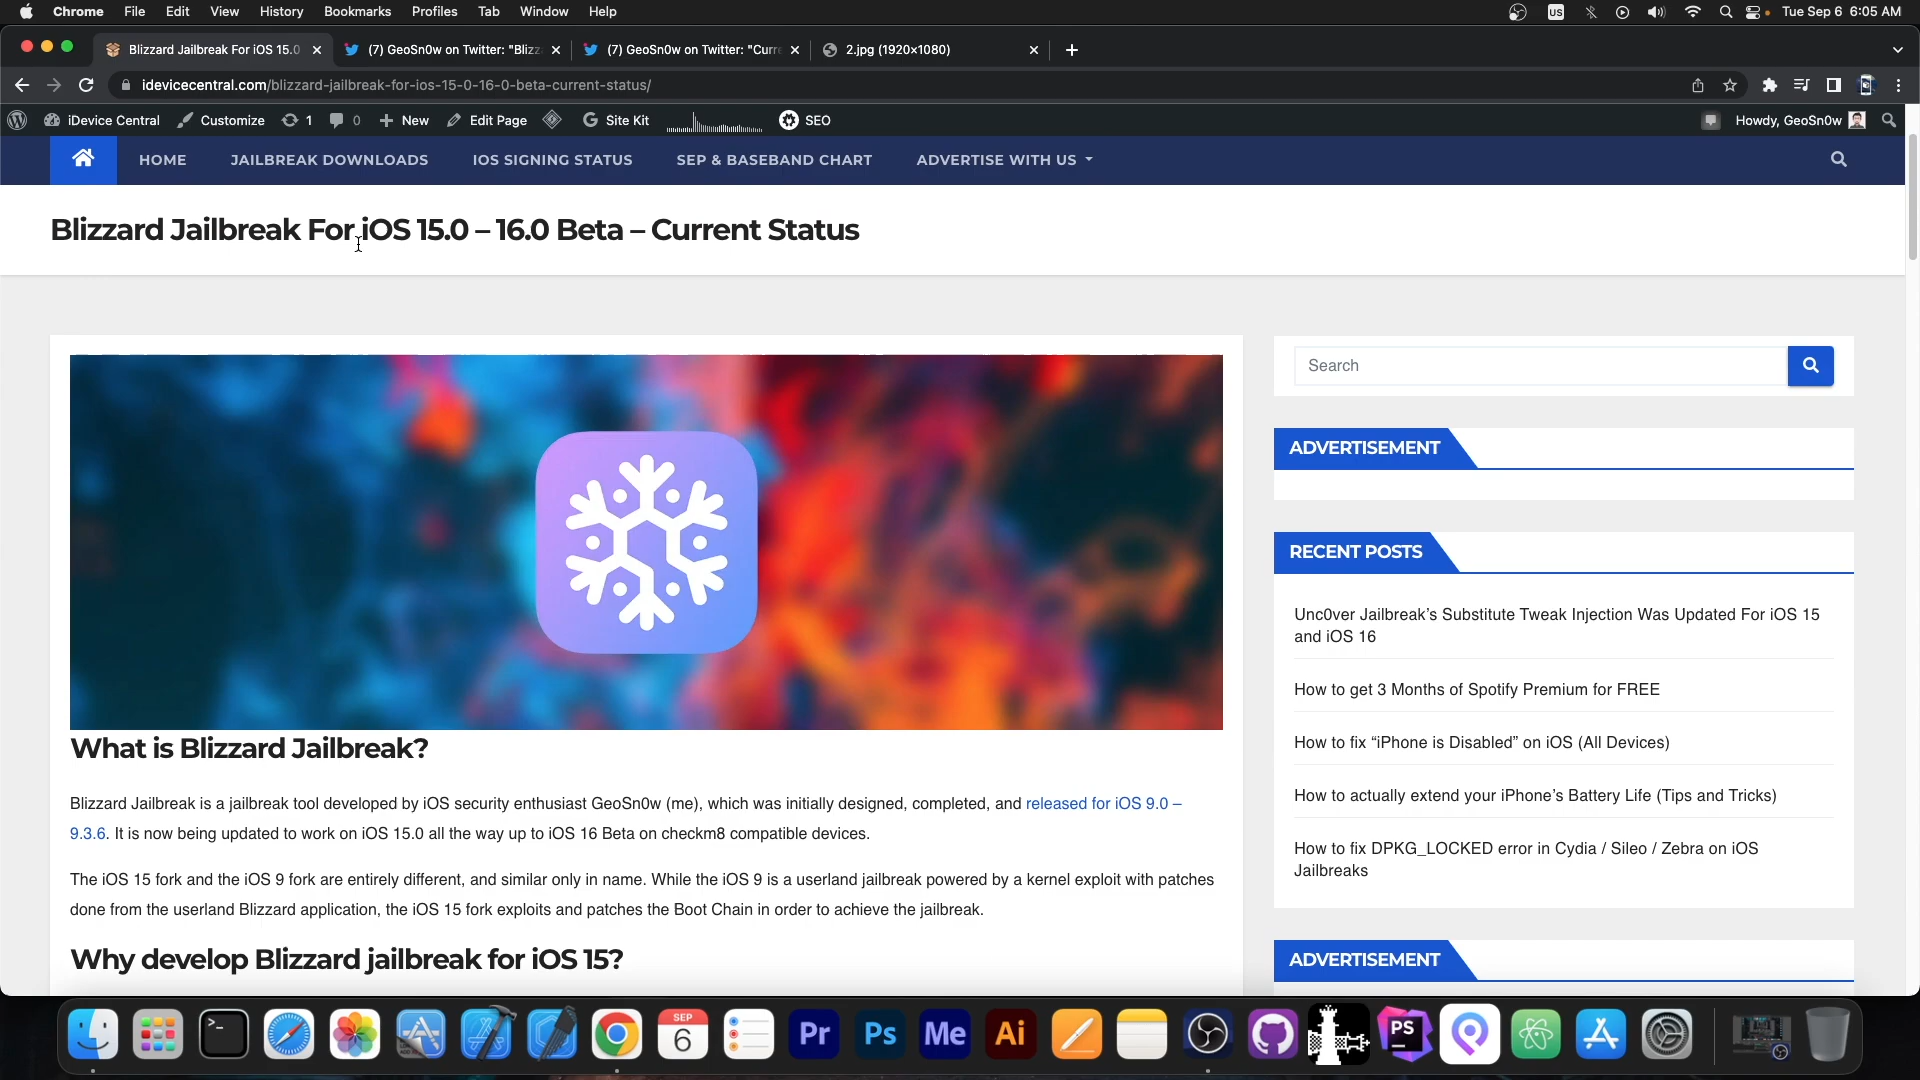 Chrome File Edit View History Bookmarks Profiles Tab Window Help US Tue Sep 6 6:05 AM
Blizzard Jailbreak For iOS 15.0 (7) GeoSn0w on Twitter: "Blizz (7) GeoSn0w on Twitter: "Curre 2.jpg (1920×1080)
idevicecentral.com/blizzard-jailbreak-for-ios-15-0-16-0-beta-current-status/
iDevice Central Customize 1 0 New Edit Page Site Kit SEO Howdy, GeoSn0w
HOME JAILBREAK DOWNLOADS IOS SIGNING STATUS SEP & BASEBAND CHART ADVERTISE WITH US
Blizzard Jailbreak For iOS 15.0 – 16.0 Beta – Current Status
What is Blizzard Jailbreak?
Blizzard Jailbreak is a jailbreak tool developed by iOS security enthusiast GeoSn0w (me), which was initially designed, completed, and released for iOS 9.0 –
9.3.6. It is now being updated to work on iOS 15.0 all the way up to iOS 16 Beta on checkm8 compatible devices.
The iOS 15 fork and the iOS 9 fork are entirely different, and similar only in name. While the iOS 9 is a userland jailbreak powered by a kernel exploit with patches
done from the userland Blizzard application, the iOS 15 fork exploits and patches the Boot Chain in order to achieve the jailbreak.
Why develop Blizzard jailbreak for iOS 15?
Search
ADVERTISEMENT
RECENT POSTS
Unc0ver Jailbreak’s Substitute Tweak Injection Was Updated For iOS 15
and iOS 16
How to get 3 Months of Spotify Premium for FREE
How to fix “iPhone is Disabled” on iOS (All Devices)
How to actually extend your iPhone’s Battery Life (Tips and Tricks)
How to fix DPKG_LOCKED error in Cydia / Sileo / Zebra on iOS
Jailbreaks
ADVERTISEMENT
SEP
6
Pr Ps Me Ai PS